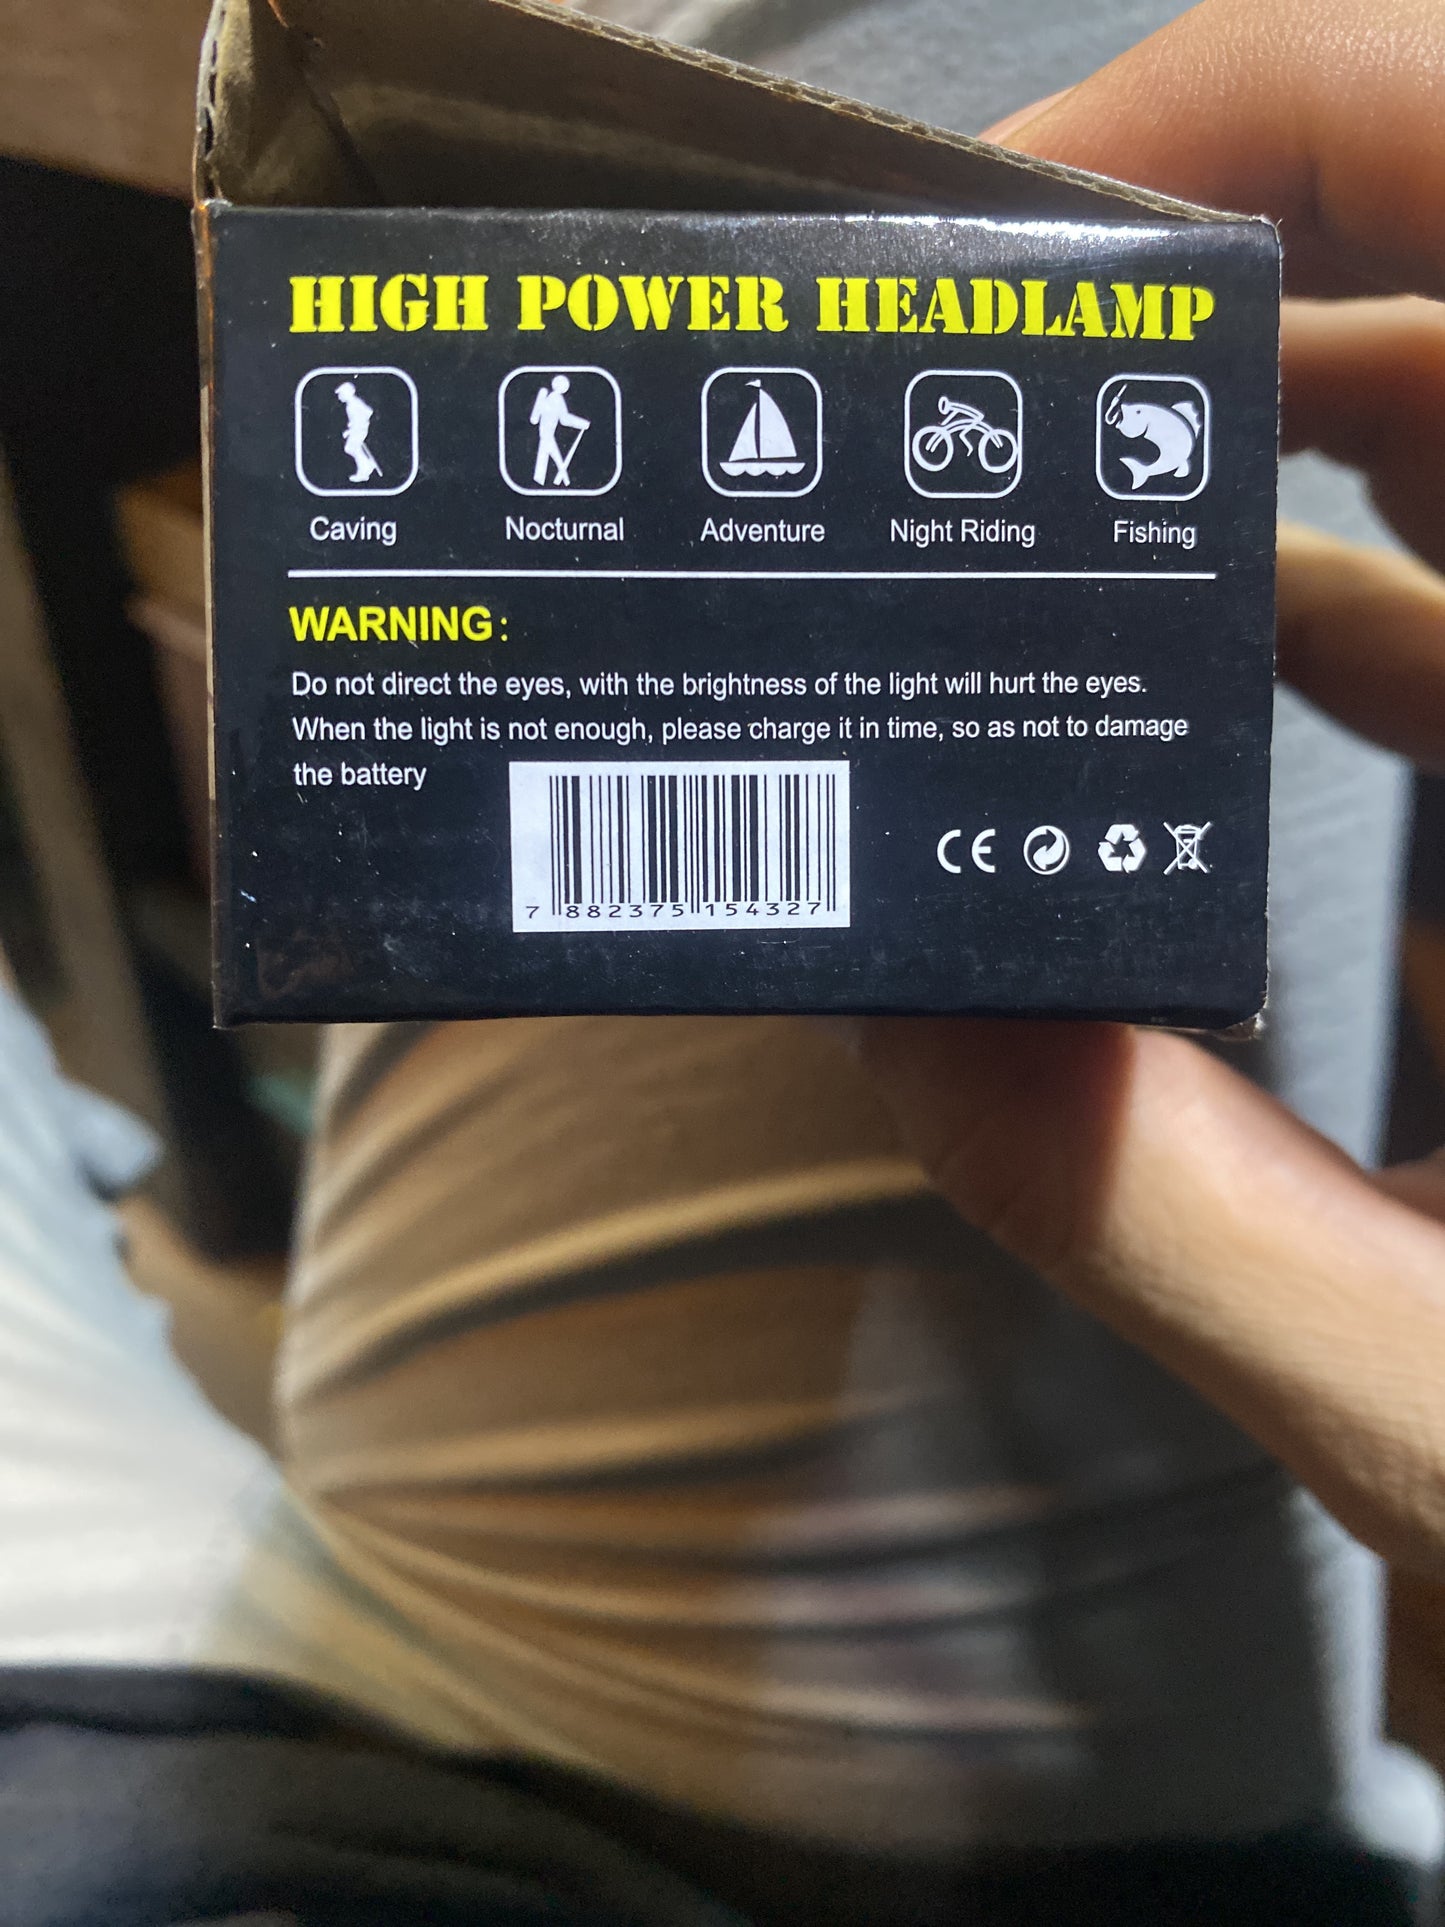 HIGH POWER HEADLAMP
Caving Nocturnal Adventure Night Riding Fishing
WARNING:
Do not direct the eyes, with the brightness of the light will hurt the eyes.
When the light is not enough, please charge it in time, so as not to damage
the battery
7 882375 154327
CE